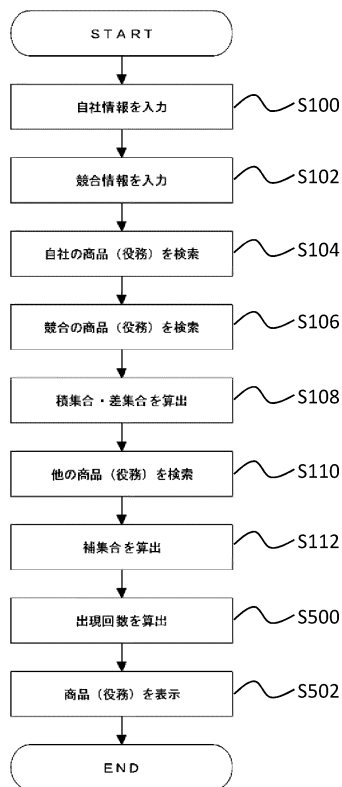 START
自社情報を入力
S100
競合情報を入力
S102
自社の商品（役務）を検索
S104
競合の商品（役務）を検索
S106
積集合・差集合を算出
S108
他の商品（役務）を検索
S110
補集合を算出
S112
出現回数を算出
S500
商品（役務）を表示
S502
END